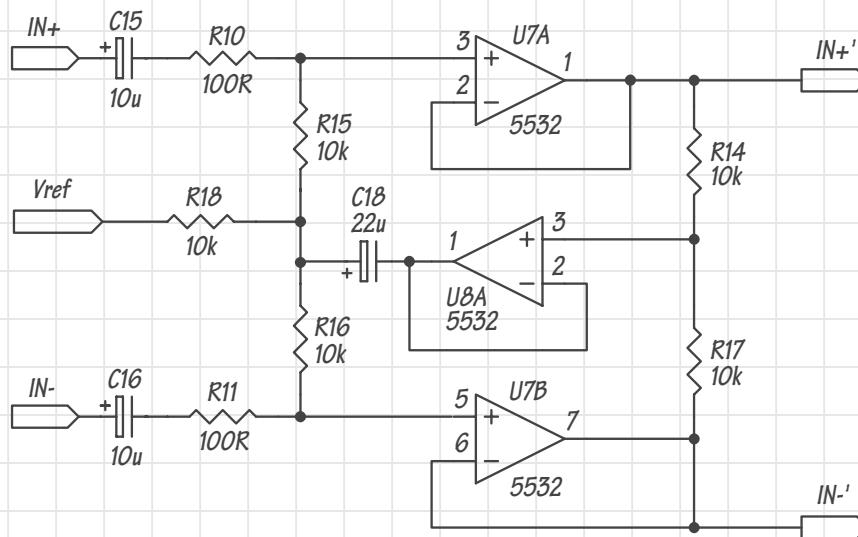 IN+
C15
+
10u
R10
100R
U7A
3
+
2
−
1
5532
IN+'
R15
10k
R14
10k
Vref
R18
10k
C18
22u
+
1
3
+
2
−
U8A
5532
R16
10k
R17
10k
IN-
C16
+
10u
R11
100R
U7B
5
+
6
−
7
5532
IN-'